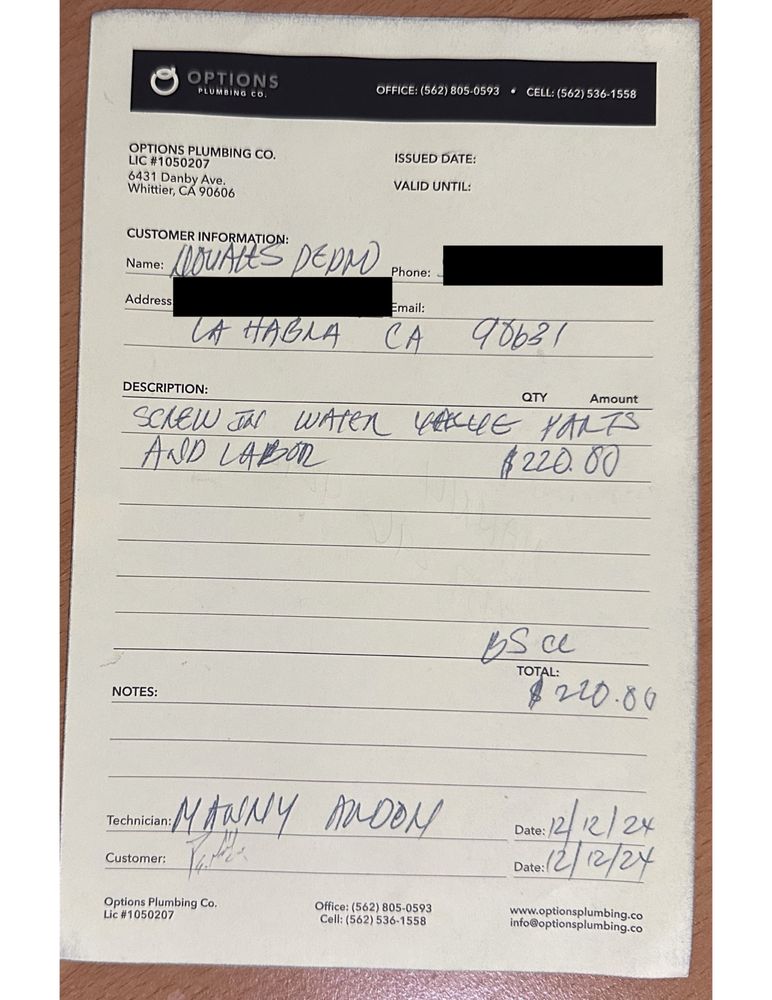 OPTIONS
PLUMBING CO.
OFFICE: (562) 805-0593 • CELL: (562) 536-1558
OPTIONS PLUMBING CO.
LIC #1050207
6431 Danby Ave.
Whittier, CA 90606
ISSUED DATE:
VALID UNTIL:
CUSTOMER INFORMATION:
Name: MORALES PEDRO Phone:
Address Email:
LA HABRA CA 90631
DESCRIPTION: QTY Amount
SCREW IN WATER VALVE PARTS
AND LABOR $220.00
TOTAL:
$220.00
NOTES:
Technician: MANNY Date: 12/12/24
Customer: Date: 12/12/24
Options Plumbing Co.
Lic #1050207
Office: (562) 805-0593
Cell: (562) 536-1558
www.optionsplumbing.co
info@optionsplumbing.co